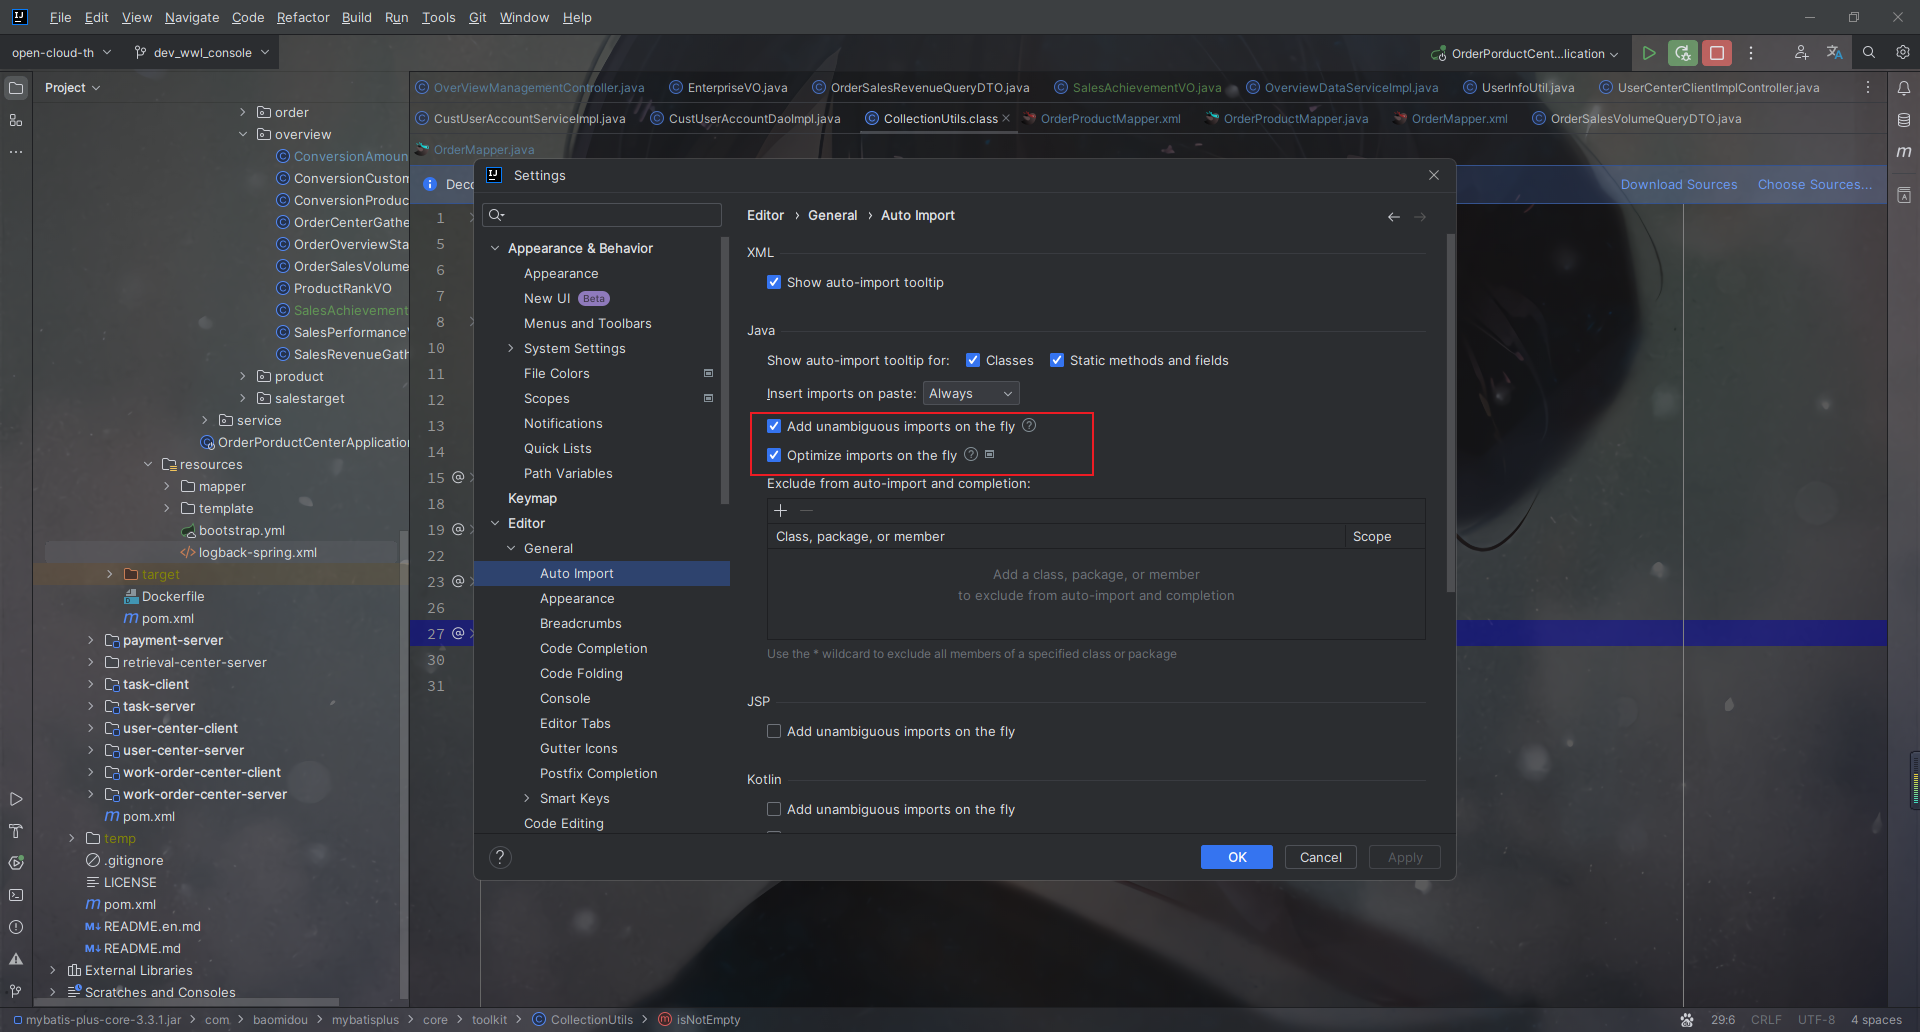 File Edit View Navigate Code Refactor Build Run Tools Git Window Help
open-cloud-th dev_wwl_console OrderPorductCent...lication
Project
OverViewManagementController.java EnterpriseVO.java OrderSalesRevenueQueryDTO.java SalesAchievementVO.java OverviewDataServiceImpl.java UserInfoUtil.java UserCenterClientImplController.java
CustUserAccountServiceImpl.java CustUserAccountDaoImpl.java CollectionUtils.class OrderProductMapper.xml OrderProductMapper.java OrderMapper.xml OrderSalesVolumeQueryDTO.java
OrderMapper.java
order
overview
ConversionAmoun
ConversionCustom
ConversionProduc
OrderCenterGathe
OrderOverviewSta
OrderSalesVolume
ProductRankVO
SalesAchievement
SalesPerformance
SalesRevenueGath
product
salestarget
service
OrderPorductCenterApplication
resources
mapper
template
bootstrap.yml
logback-spring.xml
target
Dockerfile
pom.xml
payment-server
retrieval-center-server
task-client
task-server
user-center-client
user-center-server
work-order-center-client
work-order-center-server
pom.xml
temp
.gitignore
LICENSE
pom.xml
README.en.md
README.md
External Libraries
Scratches and Consoles
Deco
Download Sources Choose Sources...
1
5
6
7
8
10
11
12
13
14
15 @
18
19 @
22
23 @
26
27 @
30
31
Settings
Appearance & Behavior
Appearance
New UI Beta
Menus and Toolbars
System Settings
File Colors
Scopes
Notifications
Quick Lists
Path Variables
Keymap
Editor
General
Auto Import
Appearance
Breadcrumbs
Code Completion
Code Folding
Console
Editor Tabs
Gutter Icons
Postfix Completion
Smart Keys
Code Editing
Editor › General › Auto Import
XML
Show auto-import tooltip
Java
Show auto-import tooltip for: Classes Static methods and fields
Insert imports on paste: Always
Add unambiguous imports on the fly
Optimize imports on the fly
Exclude from auto-import and completion:
Class, package, or member Scope
Add a class, package, or member
to exclude from auto-import and completion
Use the * wildcard to exclude all members of a specified class or package
JSP
Add unambiguous imports on the fly
Kotlin
Add unambiguous imports on the fly
OK Cancel Apply
mybatis-plus-core-3.3.1.jar com baomidou mybatisplus core toolkit CollectionUtils isNotEmpty 29:6 CRLF UTF-8 4 spaces